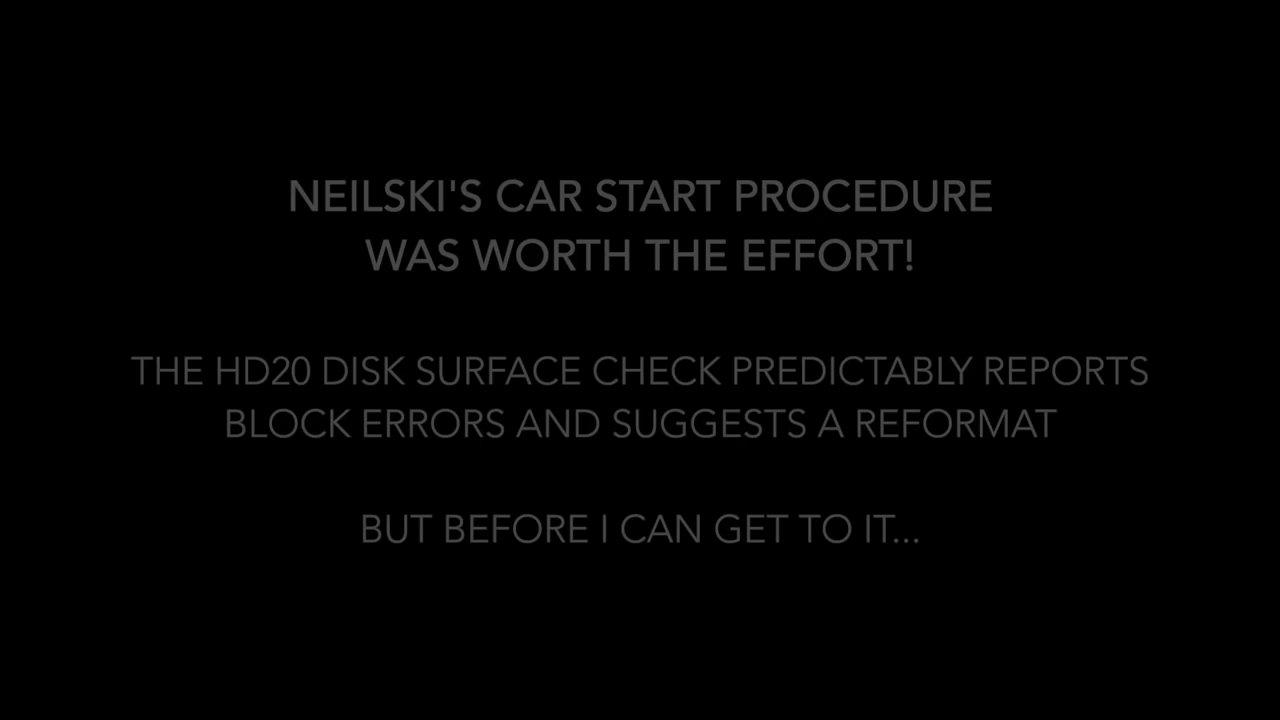 NEILSKI'S CAR START PROCEDURE
WAS WORTH THE EFFORT!
THE HD20 DISK SURFACE CHECK PREDICTABLY REPORTS
BLOCK ERRORS AND SUGGESTS A REFORMAT
BUT BEFORE I CAN GET TO IT...